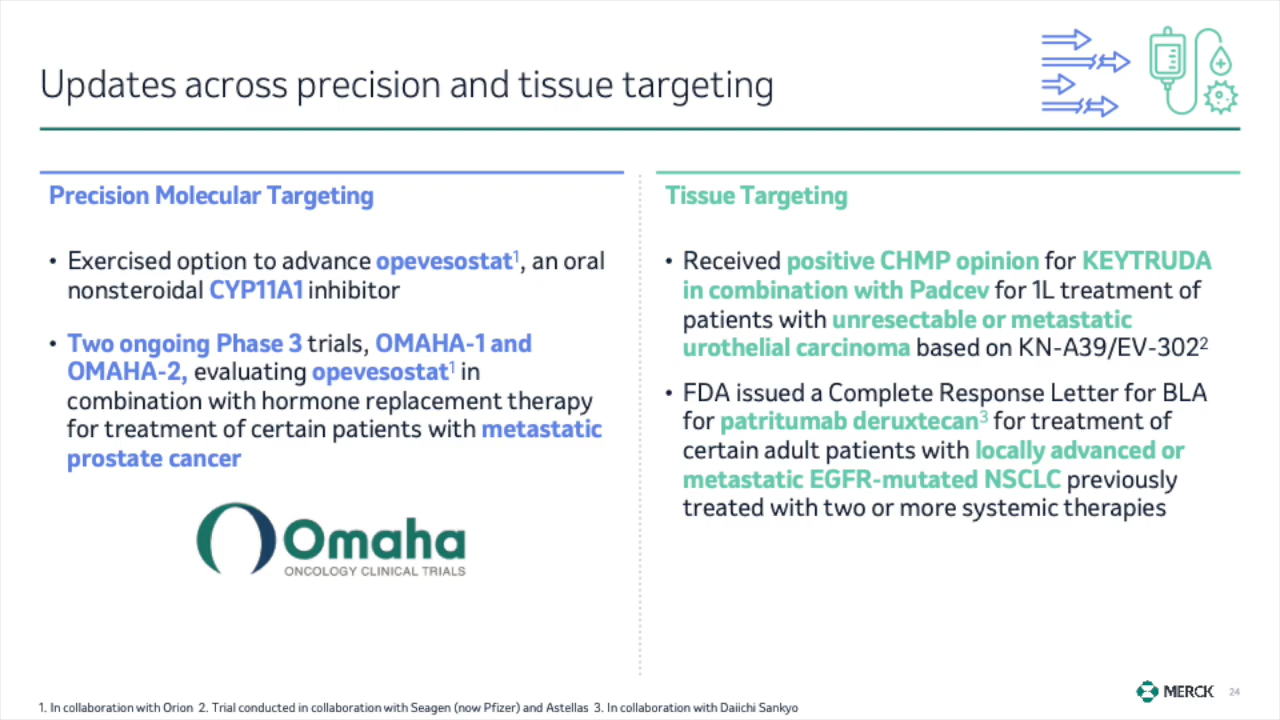 Updates across precision and tissue targeting
Precision Molecular Targeting
• Exercised option to advance opevesostat¹, an oral
nonsteroidal CYP11A1 inhibitor
• Two ongoing Phase 3 trials, OMAHA-1 and
OMAHA-2, evaluating opevesostat¹ in
combination with hormone replacement therapy
for treatment of certain patients with metastatic
prostate cancer
Omaha
ONCOLOGY CLINICAL TRIALS
Tissue Targeting
• Received positive CHMP opinion for KEYTRUDA
in combination with Padcev for 1L treatment of
patients with unresectable or metastatic
urothelial carcinoma based on KN-A39/EV-302²
• FDA issued a Complete Response Letter for BLA
for patritumab deruxtecan³ for treatment of
certain adult patients with locally advanced or
metastatic EGFR-mutated NSCLC previously
treated with two or more systemic therapies
MERCK 24
1. In collaboration with Orion 2. Trial conducted in collaboration with Seagen (now Pfizer) and Astellas 3. In collaboration with Daiichi Sankyo